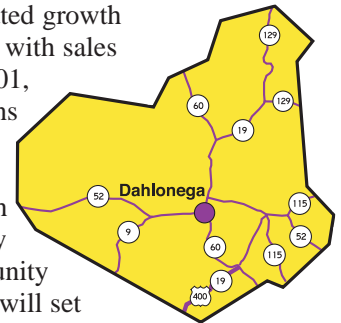 ated growth
with sales
01,
ns
unity
will set
129
60
129
19
52
Dahlonega
115
9
52
60
115
19
400